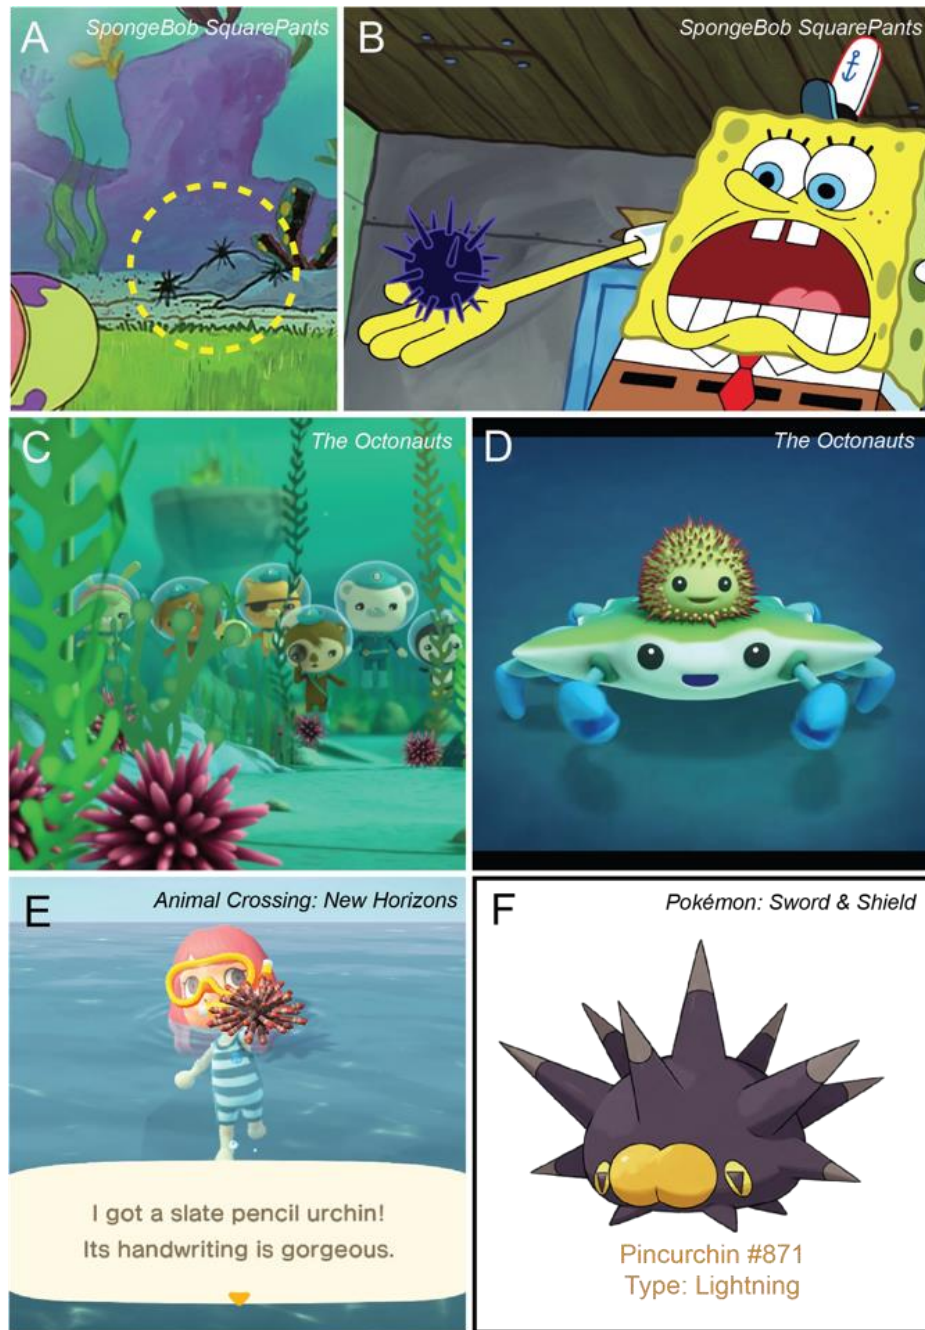 A
SpongeBob SquarePants
B
SpongeBob SquarePants
C
The Octonauts
D
The Octonauts
E
Animal Crossing: New Horizons
I got a slate pencil urchin!
Its handwriting is gorgeous.
F
Pokémon: Sword & Shield
Pincurchin #871
Type: Lightning